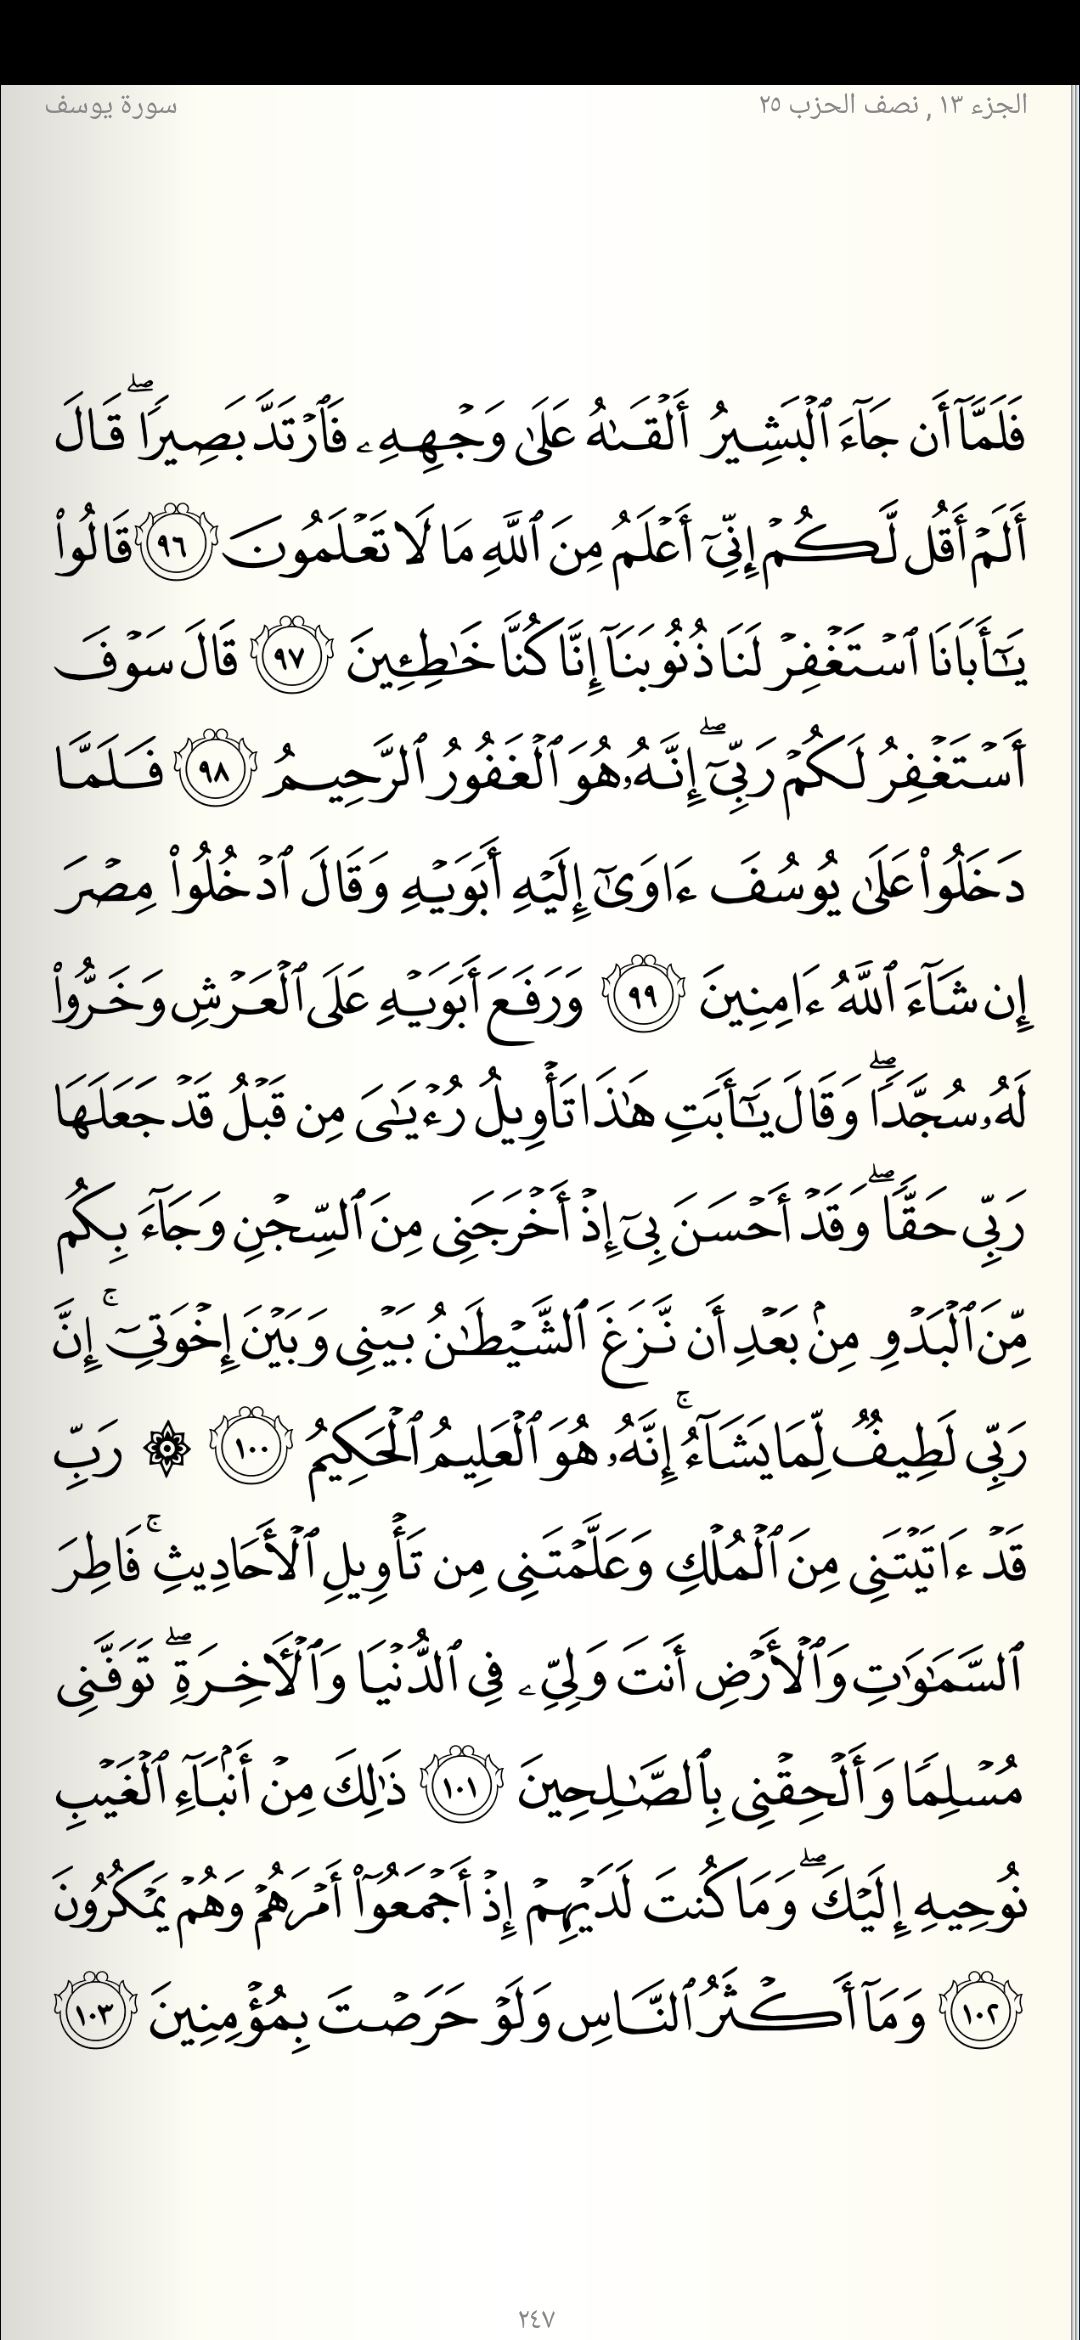 الجزء ١٣ , نصف الحزب ٢٥
سورة يوسف
فَلَمَّآ أَن جَآءَ ٱلْبَشِيرُ أَلْقَىٰهُ عَلَىٰ وَجْهِهِۦ فَٱرْتَدَّ بَصِيرًا ۖ قَالَ
أَلَمْ أَقُل لَّكُمْ إِنِّىٓ أَعْلَمُ مِنَ ٱللَّهِ مَا لَا تَعْلَمُونَ ٩٦ قَالُوا۟
يَـٰٓأَبَانَا ٱسْتَغْفِرْ لَنَا ذُنُوبَنَآ إِنَّا كُنَّا خَـٰطِـِٔينَ ٩٧ قَالَ سَوْفَ
أَسْتَغْفِرُ لَكُمْ رَبِّىٓ ۖ إِنَّهُۥ هُوَ ٱلْغَفُورُ ٱلرَّحِيمُ ٩٨ فَلَمَّا
دَخَلُوا۟ عَلَىٰ يُوسُفَ ءَاوَىٰٓ إِلَيْهِ أَبَوَيْهِ وَقَالَ ٱدْخُلُوا۟ مِصْرَ
إِن شَآءَ ٱللَّهُ ءَامِنِينَ ٩٩ وَرَفَعَ أَبَوَيْهِ عَلَى ٱلْعَرْشِ وَخَرُّوا۟
لَهُۥ سُجَّدًا ۖ وَقَالَ يَـٰٓأَبَتِ هَـٰذَا تَأْوِيلُ رُءْيَـٰىَ مِن قَبْلُ قَدْ جَعَلَهَا
رَبِّى حَقًّا ۖ وَقَدْ أَحْسَنَ بِىٓ إِذْ أَخْرَجَنِى مِنَ ٱلسِّجْنِ وَجَآءَ بِكُم
مِّنَ ٱلْبَدْوِ مِنۢ بَعْدِ أَن نَّزَغَ ٱلشَّيْطَـٰنُ بَيْنِى وَبَيْنَ إِخْوَتِىٓ ۚ إِنَّ
رَبِّى لَطِيفٌ لِّمَا يَشَآءُ ۚ إِنَّهُۥ هُوَ ٱلْعَلِيمُ ٱلْحَكِيمُ ١٠٠ ۞ رَبِّ
قَدْ ءَاتَيْتَنِى مِنَ ٱلْمُلْكِ وَعَلَّمْتَنِى مِن تَأْوِيلِ ٱلْأَحَادِيثِ ۚ فَاطِرَ
ٱلسَّمَـٰوَٰتِ وَٱلْأَرْضِ أَنتَ وَلِىِّۦ فِى ٱلدُّنْيَا وَٱلْـَٔاخِرَةِ ۖ تَوَفَّنِى
مُسْلِمًا وَأَلْحِقْنِى بِٱلصَّـٰلِحِينَ ١٠١ ذَٰلِكَ مِنْ أَنۢبَآءِ ٱلْغَيْبِ
نُوحِيهِ إِلَيْكَ ۖ وَمَا كُنتَ لَدَيْهِمْ إِذْ أَجْمَعُوٓا۟ أَمْرَهُمْ وَهُمْ يَمْكُرُونَ
١٠٢ وَمَآ أَكْثَرُ ٱلنَّاسِ وَلَوْ حَرَصْتَ بِمُؤْمِنِينَ ١٠٣
٢٤٧